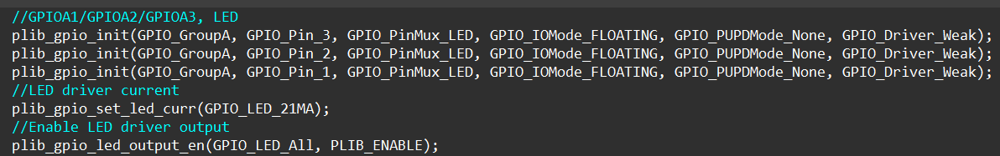 //GPIOA1/GPIOA2/GPIOA3, LED
plib_gpio_init(GPIO_GroupA, GPIO_Pin_3, GPIO_PinMux_LED, GPIO_IOMode_FLOATING, GPIO_PUPDMode_None, GPIO_Driver_Weak);
plib_gpio_init(GPIO_GroupA, GPIO_Pin_2, GPIO_PinMux_LED, GPIO_IOMode_FLOATING, GPIO_PUPDMode_None, GPIO_Driver_Weak);
plib_gpio_init(GPIO_GroupA, GPIO_Pin_1, GPIO_PinMux_LED, GPIO_IOMode_FLOATING, GPIO_PUPDMode_None, GPIO_Driver_Weak);
//LED driver current
plib_gpio_set_led_curr(GPIO_LED_21MA);
//Enable LED driver output
plib_gpio_led_output_en(GPIO_LED_All, PLIB_ENABLE);